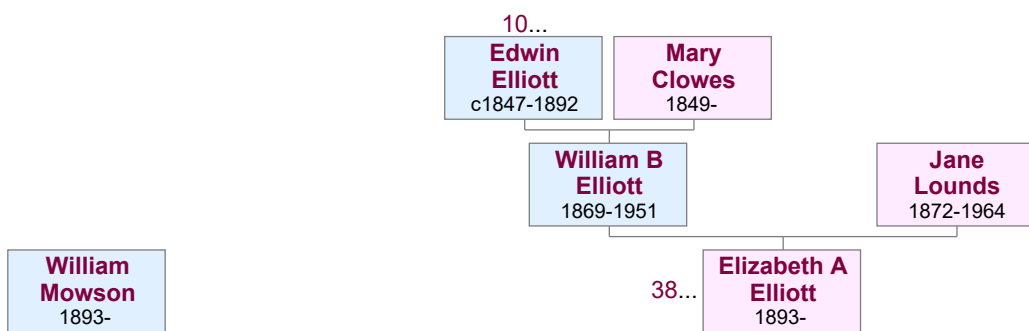 10...
Edwin
Elliott
c1847-1892
Mary
Clowes
1849-
William B
Elliott
1869-1951
Jane
Lounds
1872-1964
William
Mowson
1893-
38...
Elizabeth A
Elliott
1893-